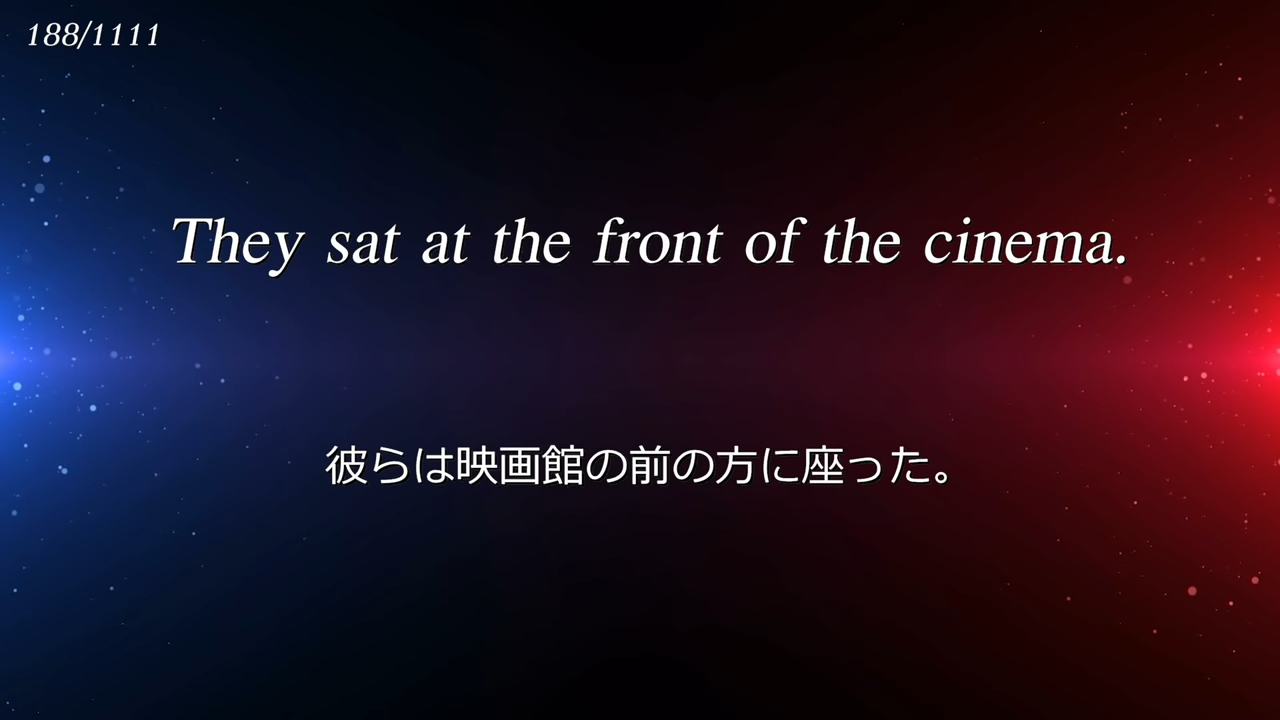 188/1111
They sat at the front of the cinema.
彼らは映画館の前の方に座った。